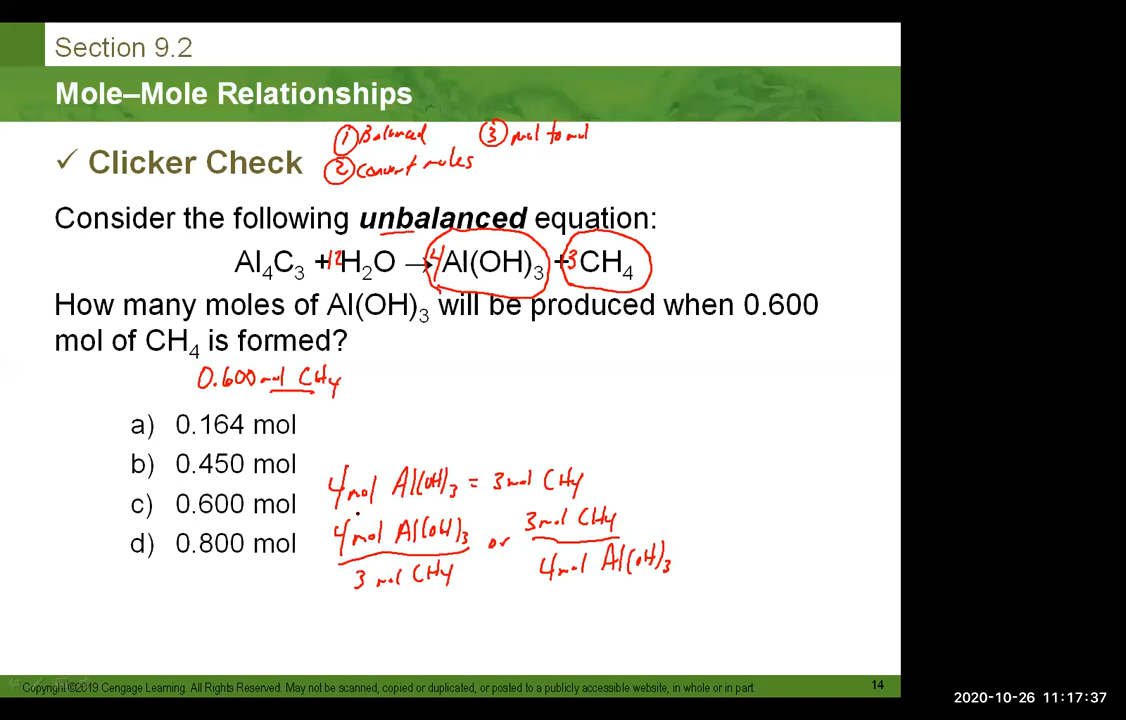 Section 9.2
Mole–Mole Relationships
① Balanced ③ mol to mol
✓ Clicker Check ② convert moles
Consider the following unbalanced equation:
Al₄C₃ + 12 H₂O → 4 Al(OH)₃ + 3 CH₄
How many moles of Al(OH)₃ will be produced when 0.600
mol of CH₄ is formed?
0.600 mol CH₄
a) 0.164 mol
b) 0.450 mol
4 mol Al(OH)₃ = 3 mol CH₄
c) 0.600 mol
4 mol Al(OH)₃ or 3 mol CH₄
d) 0.800 mol
3 mol CH₄ 4 mol Al(OH)₃
Copyright ©2019 Cengage Learning. All Rights Reserved. May not be scanned, copied or duplicated, or posted to a publicly accessible website, in whole or in part. 14
2020-10-26 11:17:37